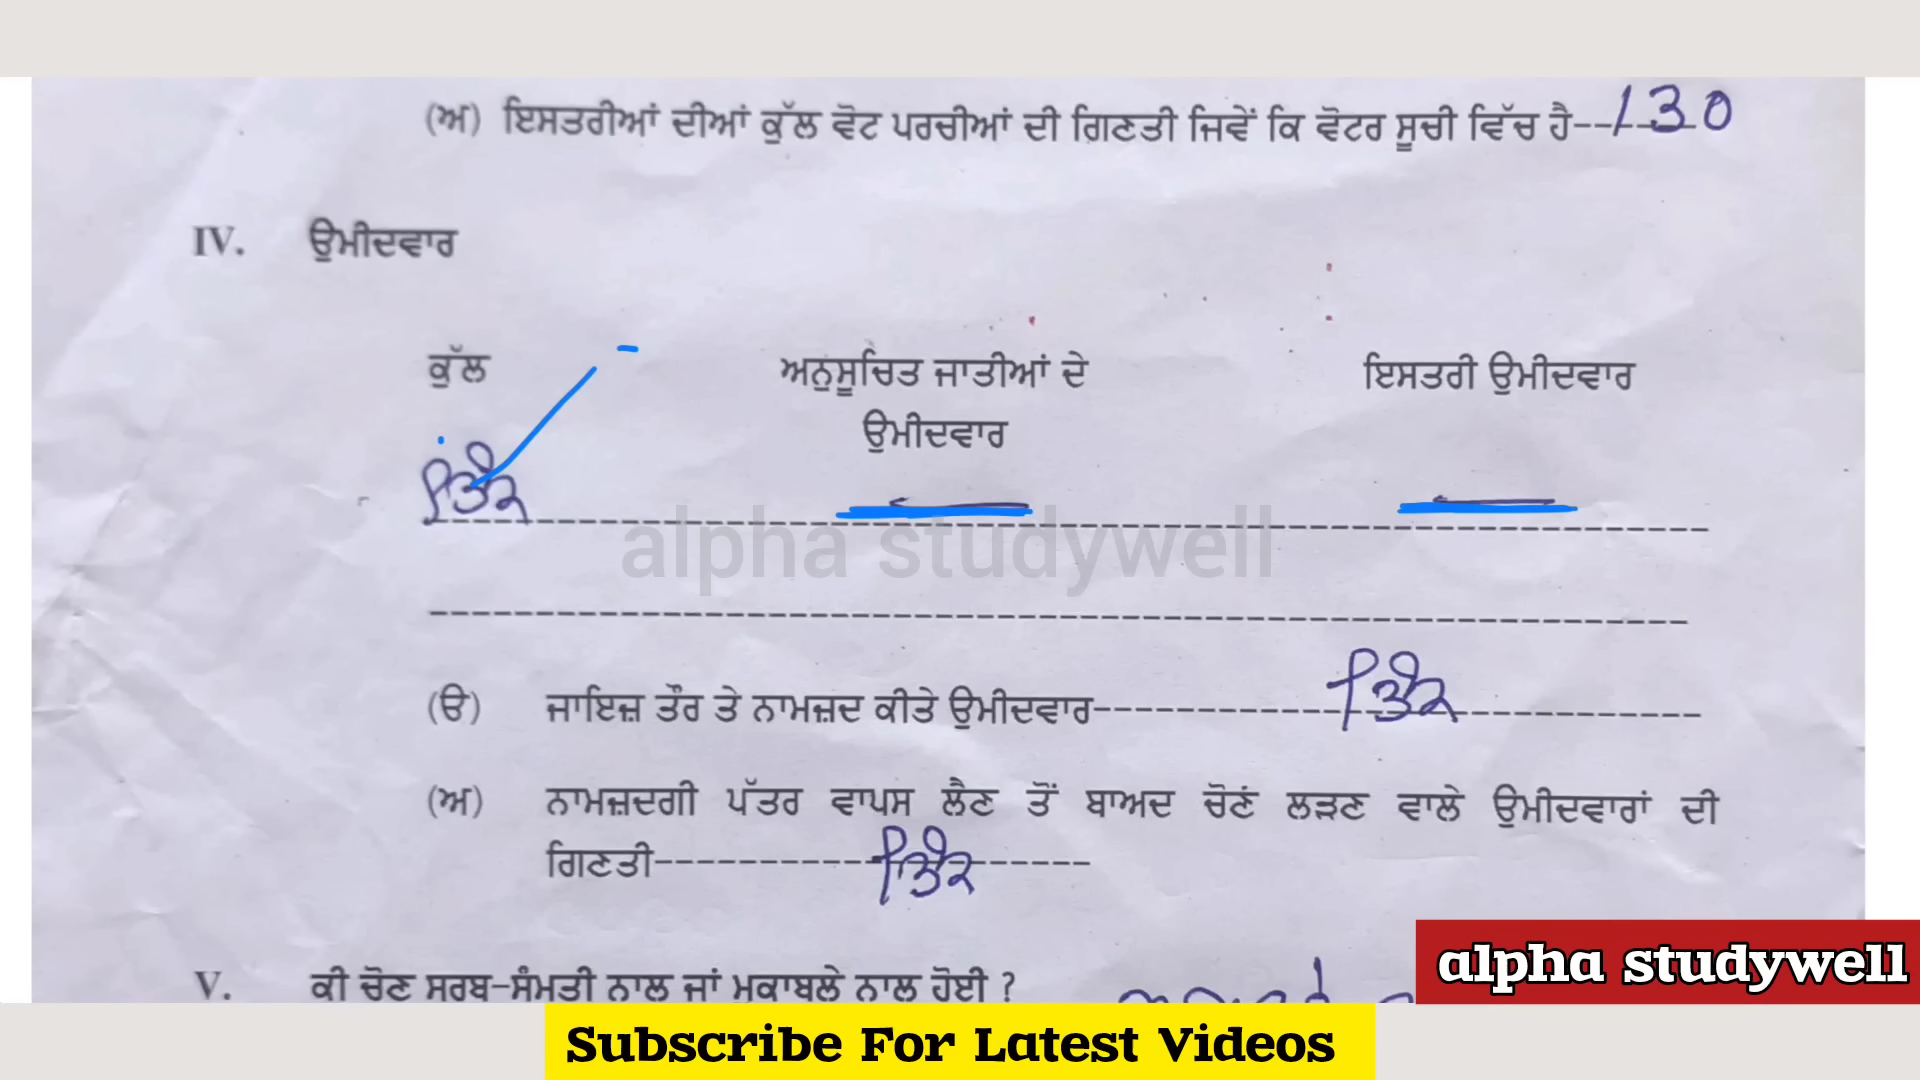 (ਅ) ਇਸਤਰੀਆਂ ਦੀਆਂ ਕੁੱਲ ਵੋਟ ਪਰਚੀਆਂ ਦੀ ਗਿਣਤੀ ਜਿਵੇਂ ਕਿ ਵੋਟਰ ਸੂਚੀ ਵਿੱਚ ਹੈ------130
IV. ਉਮੀਦਵਾਰ
ਕੁੱਲ ਅਨੁਸੂਚਿਤ ਜਾਤੀਆਂ ਦੇ ਇਸਤਰੀ ਉਮੀਦਵਾਰ
ਉਮੀਦਵਾਰ
ਤਿੰਨ
alpha studywell
(ੳ) ਜਾਇਜ਼ ਤੌਰ ਤੇ ਨਾਮਜ਼ਦ ਕੀਤੇ ਉਮੀਦਵਾਰ---------- ਤਿੰਨ ----------
(ਅ) ਨਾਮਜ਼ਦਗੀ ਪੱਤਰ ਵਾਪਸ ਲੈਣ ਤੋਂ ਬਾਅਦ ਚੋਣਂ ਲੜਣ ਵਾਲੇ ਉਮੀਦਵਾਰਾਂ ਦੀ
ਗਿਣਤੀ---------- ਤਿੰਨ ------
V. ਕੀ ਚੋਣ ਸਰਬ-ਸੰਮਤੀ ਨਾਲ ਜਾਂ ਮੁਕਾਬਲੇ ਨਾਲ ਹੋਈ ?
alpha studywell
Subscribe For Latest Videos